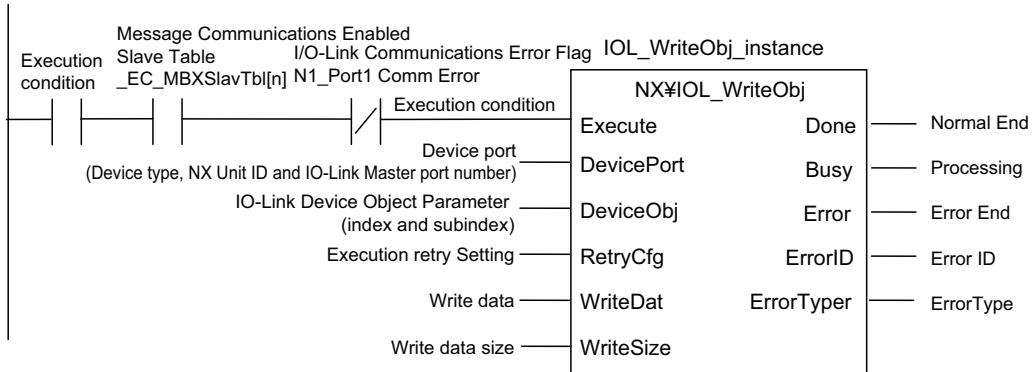 Message Communications Enabled
Execution condition
Slave Table
_EC_MBXSlavTbl[n]
I/O-Link Communications Error Flag
N1_Port1 Comm Error
IOL_WriteObj_instance
NX¥IOL_WriteObj
Execution condition
Execute
Done
Normal End
Device port
(Device type, NX Unit ID and IO-Link Master port number)
DevicePort
Busy
Processing
IO-Link Device Object Parameter
(index and subindex)
DeviceObj
Error
Error End
Execution retry Setting
RetryCfg
ErrorID
Error ID
Write data
WriteDat
ErrorTyper
ErrorType
Write data size
WriteSize